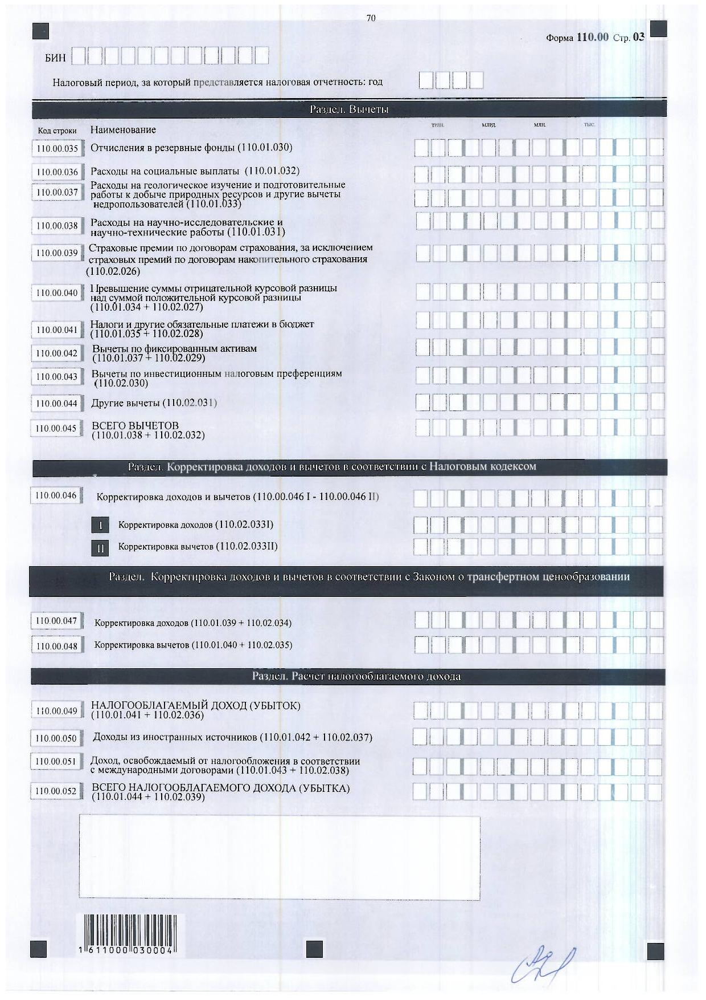 70
Форма 110.00 Стр. 03
БИН
Налоговый период, за который представляется налоговая отчетность: год
Раздел. Вычеты
Код строки Наименование трлн. млрд. млн. тыс.
110.00.035 Отчисления в резервные фонды (110.01.030)
110.00.036 Расходы на социальные выплаты (110.01.032)
110.00.037 Расходы на геологическое изучение и подготовительные
работы к добыче природных ресурсов и другие вычеты
недропользователей (110.01.033)
110.00.038 Расходы на научно-исследовательские и
научно-технические работы (110.01.031)
110.00.039 Страховые премии по договорам страхования, за исключением
страховых премий по договорам накопительного страхования
(110.02.026)
110.00.040 Превышение суммы отрицательной курсовой разницы
над суммой положительной курсовой разницы
(110.01.034 + 110.02.027)
110.00.041 Налоги и другие обязательные платежи в бюджет
(110.01.035 + 110.02.028)
110.00.042 Вычеты по фиксированным активам
(110.01.037 + 110.02.029)
110.00.043 Вычеты по инвестиционным налоговым преференциям
(110.02.030)
110.00.044 Другие вычеты (110.02.031)
110.00.045 ВСЕГО ВЫЧЕТОВ
(110.01.038 + 110.02.032)
Раздел. Корректировка доходов и вычетов в соответствии с Налоговым кодексом
110.00.046 Корректировка доходов и вычетов (110.00.046 I - 110.00.046 II)
I Корректировка доходов (110.02.033I)
II Корректировка вычетов (110.02.033II)
Раздел. Корректировка доходов и вычетов в соответствии с Законом о трансфертном ценообразовании
110.00.047 Корректировка доходов (110.01.039 + 110.02.034)
110.00.048 Корректировка вычетов (110.01.040 + 110.02.035)
Раздел. Расчет налогооблагаемого дохода
110.00.049 НАЛОГООБЛАГАЕМЫЙ ДОХОД (УБЫТОК)
(110.01.041 + 110.02.036)
110.00.050 Доходы из иностранных источников (110.01.042 + 110.02.037)
110.00.051 Доход, освобождаемый от налогообложения в соответствии
с международными договорами (110.01.043 + 110.02.038)
110.00.052 ВСЕГО НАЛОГООБЛАГАЕМОГО ДОХОДА (УБЫТКА)
(110.01.044 + 110.02.039)
1 611000 030004